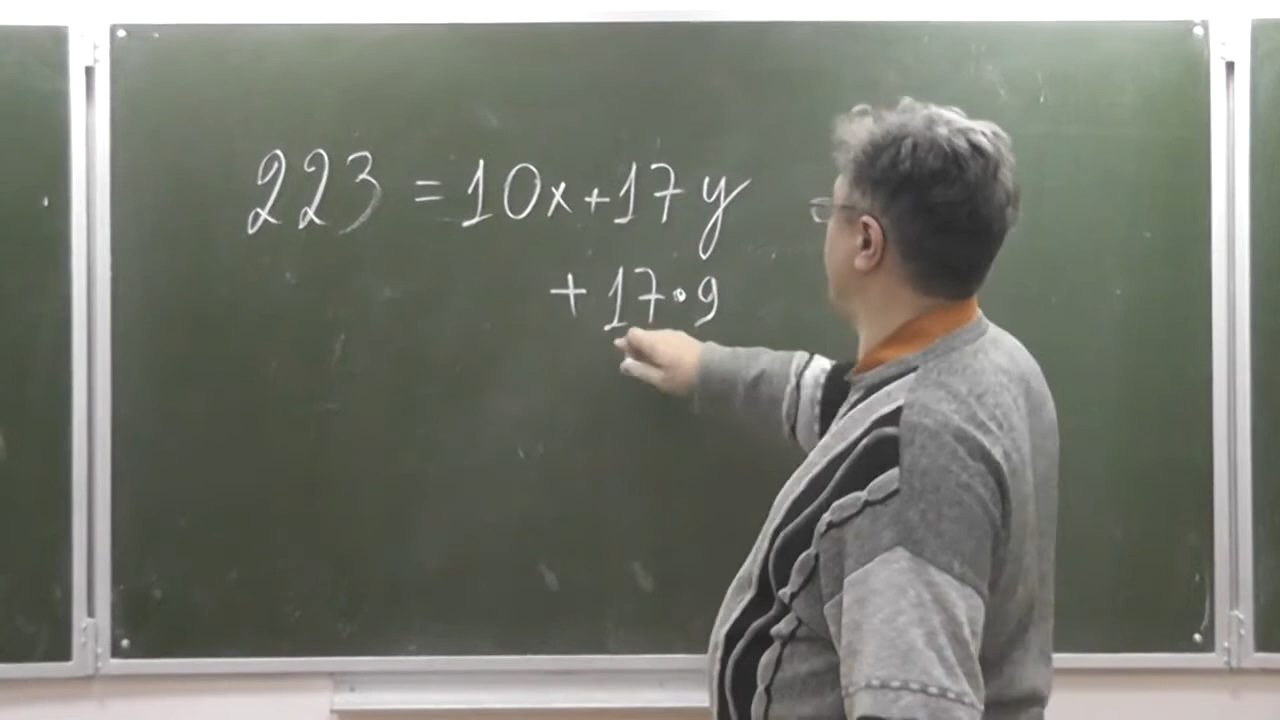 223 = 10x + 17y
+ 17 · 9